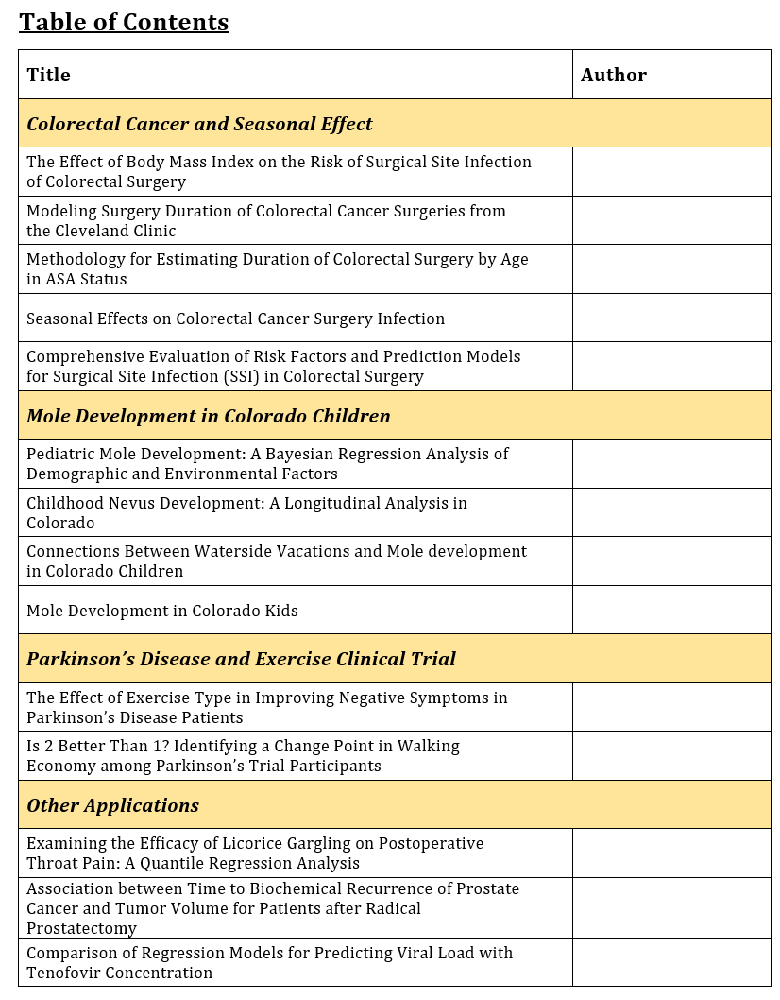 Table of Contents
Title Author
Colorectal Cancer and Seasonal Effect
The Effect of Body Mass Index on the Risk of Surgical Site Infection
of Colorectal Surgery
Modeling Surgery Duration of Colorectal Cancer Surgeries from
the Cleveland Clinic
Methodology for Estimating Duration of Colorectal Surgery by Age
in ASA Status
Seasonal Effects on Colorectal Cancer Surgery Infection
Comprehensive Evaluation of Risk Factors and Prediction Models
for Surgical Site Infection (SSI) in Colorectal Surgery
Mole Development in Colorado Children
Pediatric Mole Development: A Bayesian Regression Analysis of
Demographic and Environmental Factors
Childhood Nevus Development: A Longitudinal Analysis in
Colorado
Connections Between Waterside Vacations and Mole development
in Colorado Children
Mole Development in Colorado Kids
Parkinson’s Disease and Exercise Clinical Trial
The Effect of Exercise Type in Improving Negative Symptoms in
Parkinson’s Disease Patients
Is 2 Better Than 1? Identifying a Change Point in Walking
Economy among Parkinson’s Trial Participants
Other Applications
Examining the Efficacy of Licorice Gargling on Postoperative
Throat Pain: A Quantile Regression Analysis
Association between Time to Biochemical Recurrence of Prostate
Cancer and Tumor Volume for Patients after Radical
Prostatectomy
Comparison of Regression Models for Predicting Viral Load with
Tenofovir Concentration